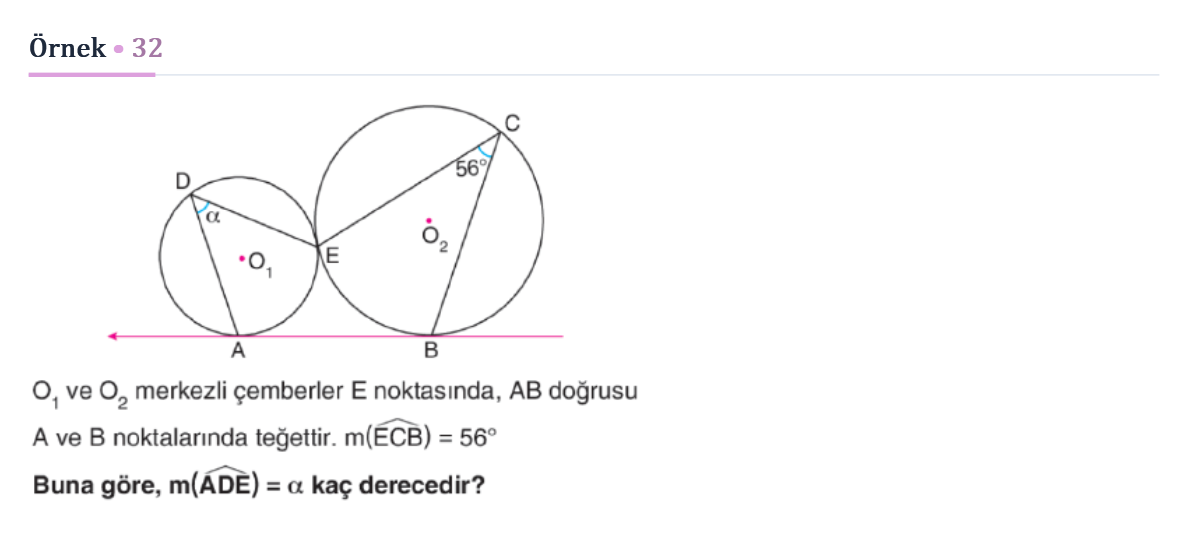 Örnek • 32
C
D
56°
α
O₂
E
O₁
A
B
O₁ ve O₂ merkezli çemberler E noktasında, AB doğrusu
A ve B noktalarında teğettir. m(ECB) = 56°
Buna göre, m(ADE) = α kaç derecedir?